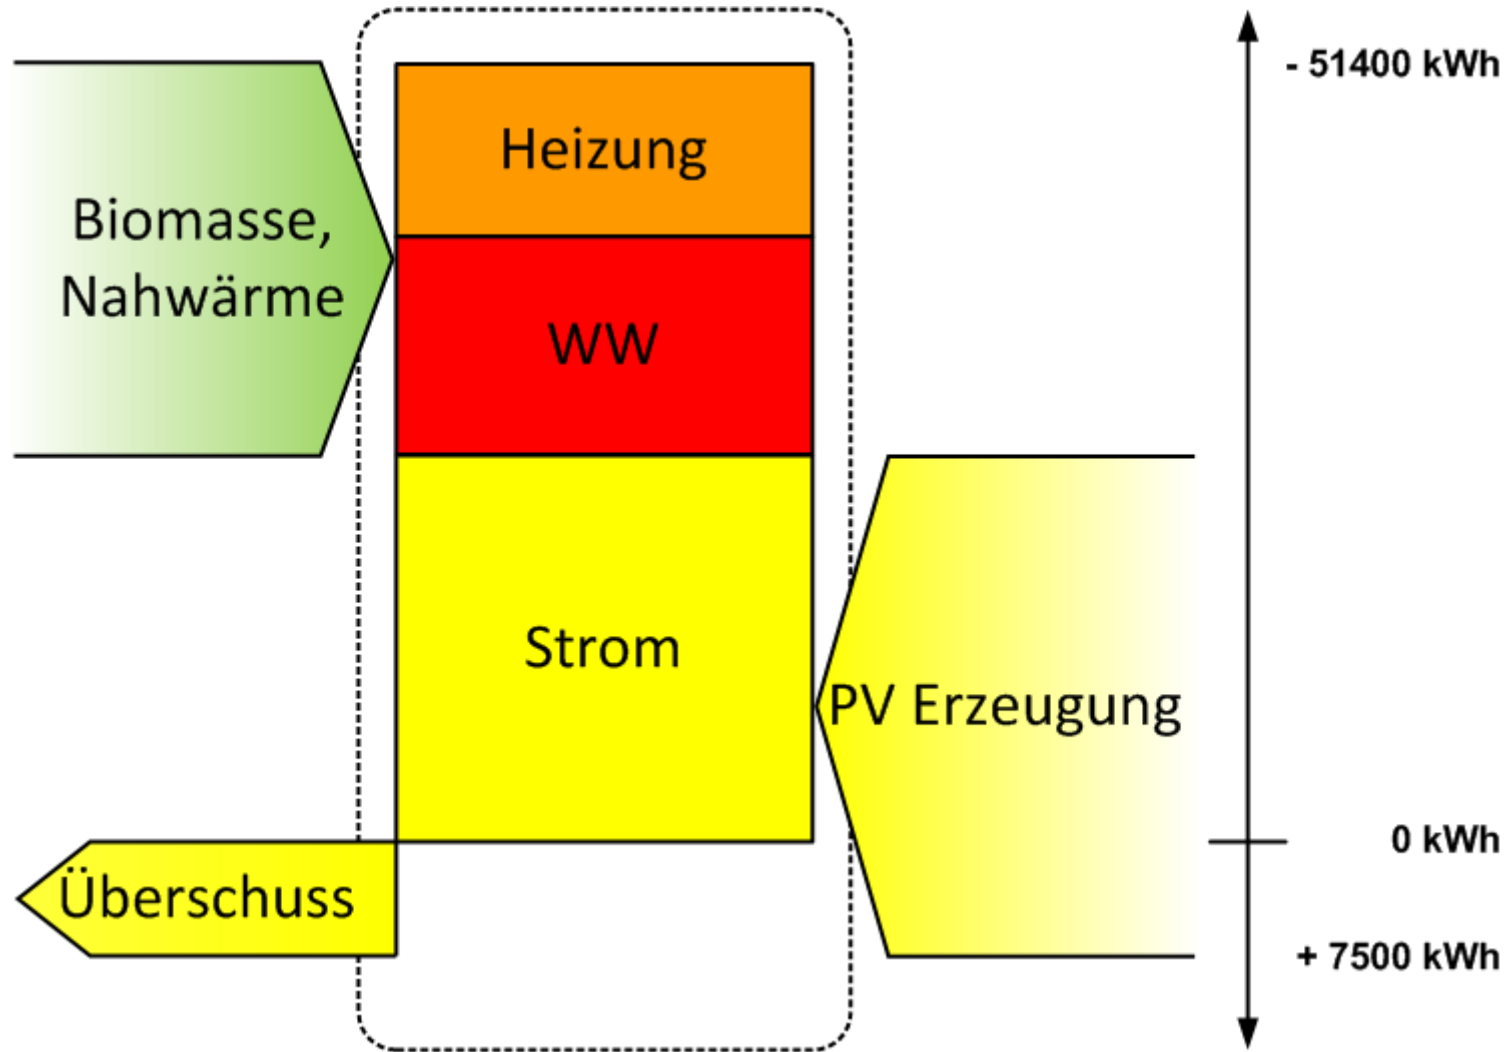 Heizung
Biomasse,
Nahwärme
WW
Strom
PV Erzeugung
Überschuss
- 51400 kWh
0 kWh
+ 7500 kWh